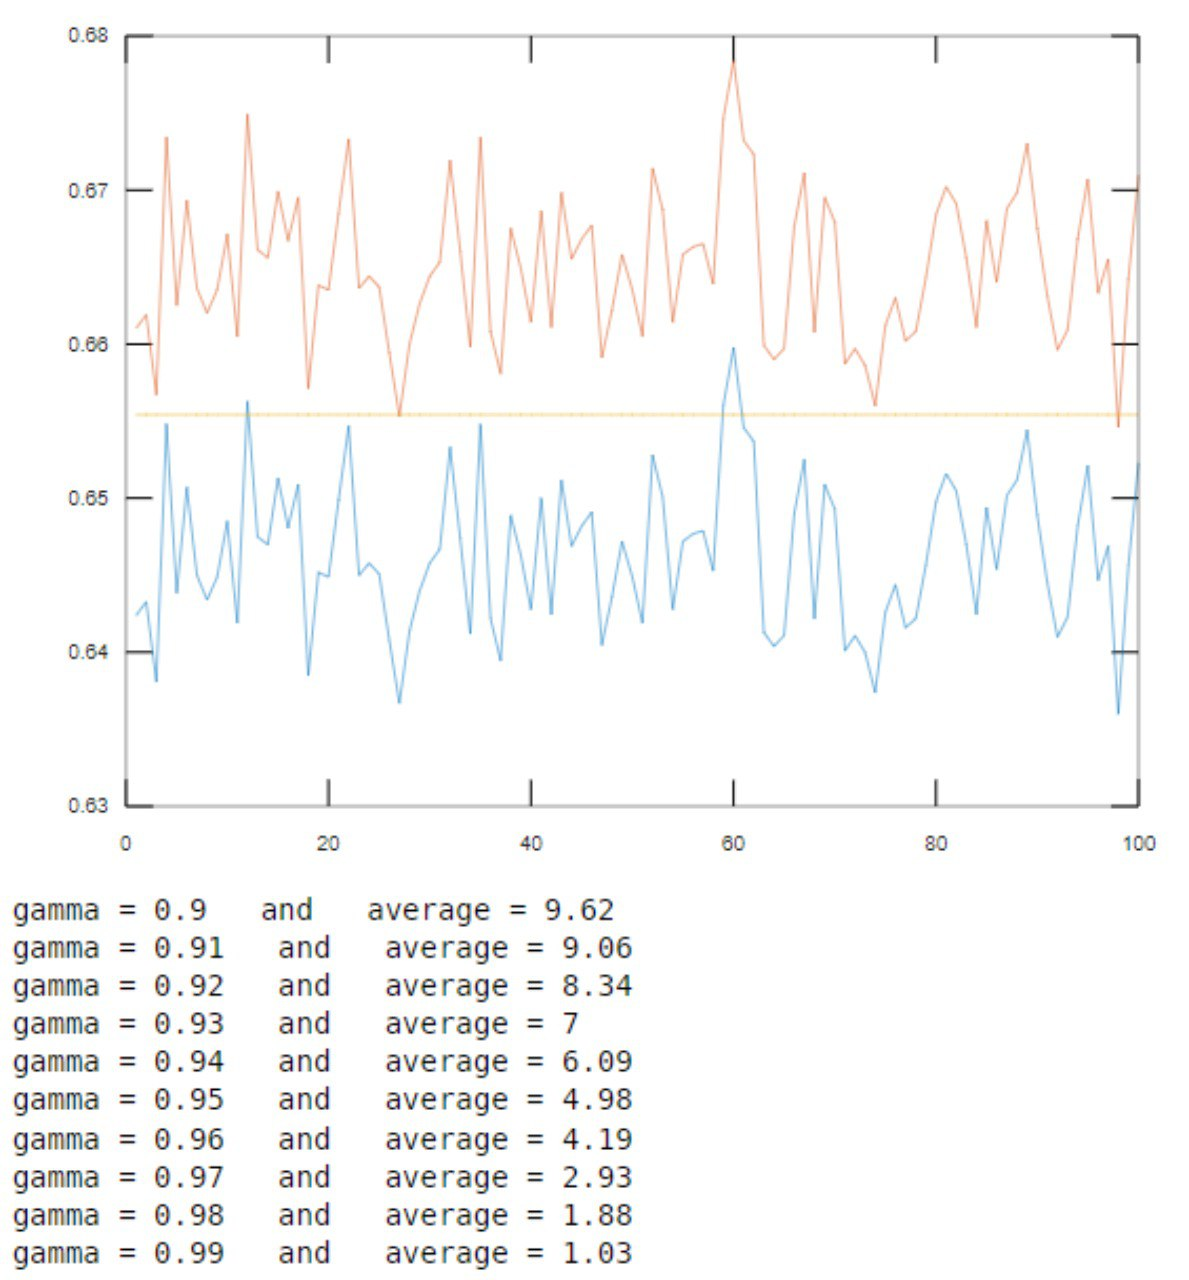 0.68
0.67
0.66
0.65
0.64
0.63
0 20 40 60 80 100
gamma = 0.9   and   average = 9.62
gamma = 0.91   and   average = 9.06
gamma = 0.92   and   average = 8.34
gamma = 0.93   and   average = 7
gamma = 0.94   and   average = 6.09
gamma = 0.95   and   average = 4.98
gamma = 0.96   and   average = 4.19
gamma = 0.97   and   average = 2.93
gamma = 0.98   and   average = 1.88
gamma = 0.99   and   average = 1.03